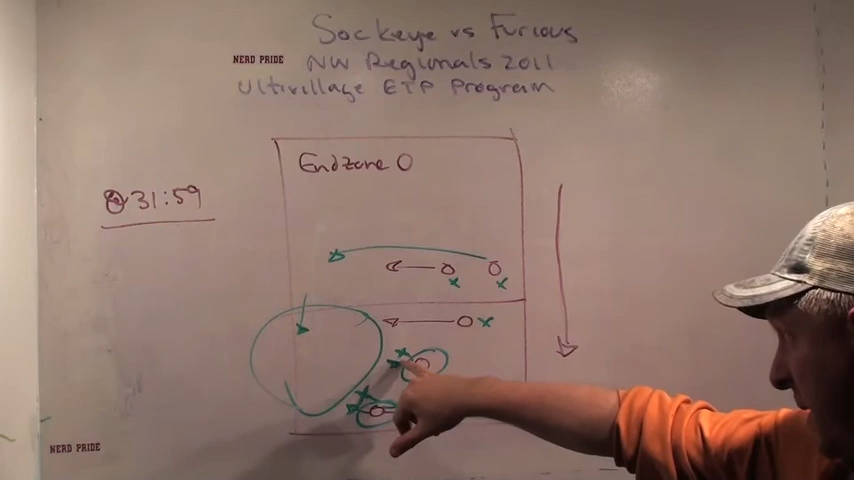 Sockeye vs Furious
NERD PRIDE
NW Regionals 2011
Ultivillage ETP Program
Endzone O
@31:59
NERD PRIDE